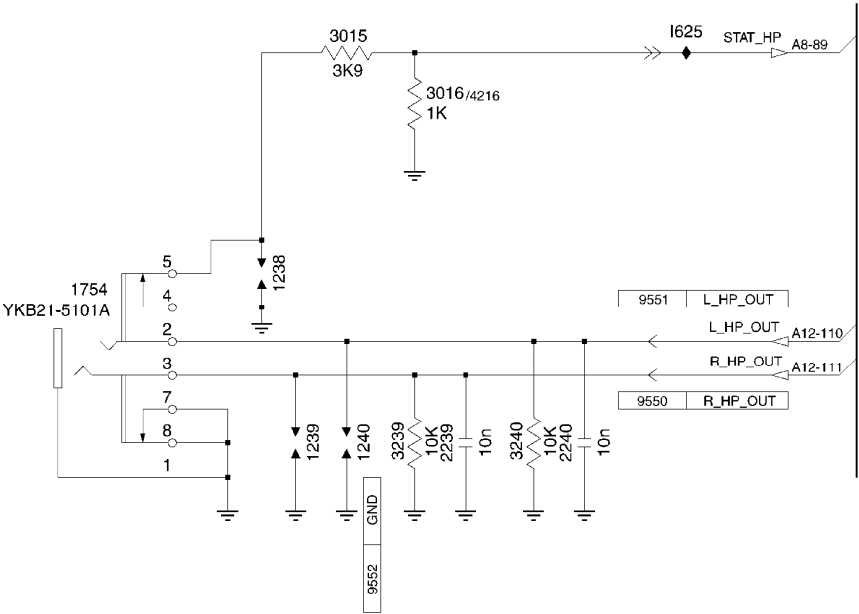 3015
3K9
I625
STAT_HP
A8-89
3016/4216
1K
1238
5
1754
YKB21-5101A
4
2
3
7
8
1
9551 L_HP_OUT
L_HP_OUT
A12-110
R_HP_OUT
A12-111
9550 R_HP_OUT
1239
1240
3239
10K
2239
10n
3240
10K
2240
10n
GND
9552